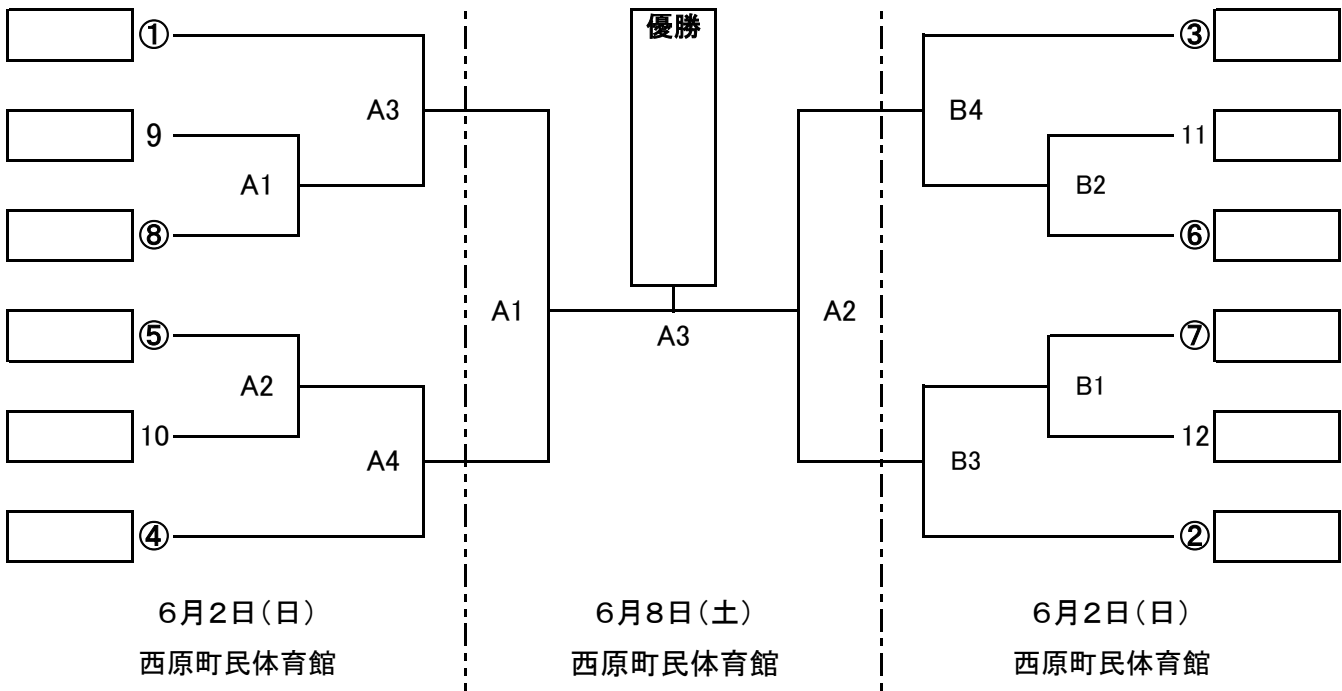 優勝
①
9
A3
A1
⑧
⑤
A2
10
A4
④
A1
A3
A2
③
B4
11
B2
⑥
⑦
B1
12
B3
②
6月2日(日)
西原町民体育館
6月8日(土)
西原町民体育館
6月2日(日)
西原町民体育館